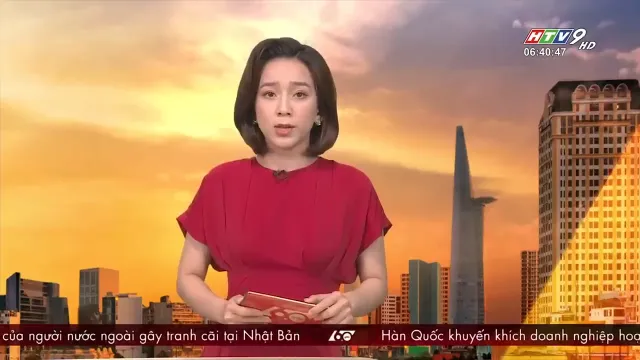 HTV9 HD
06:40:47
của người nước ngoài gây tranh cãi tại Nhật Bản 60 Hàn Quốc khuyến khích doanh nghiệp hoạ